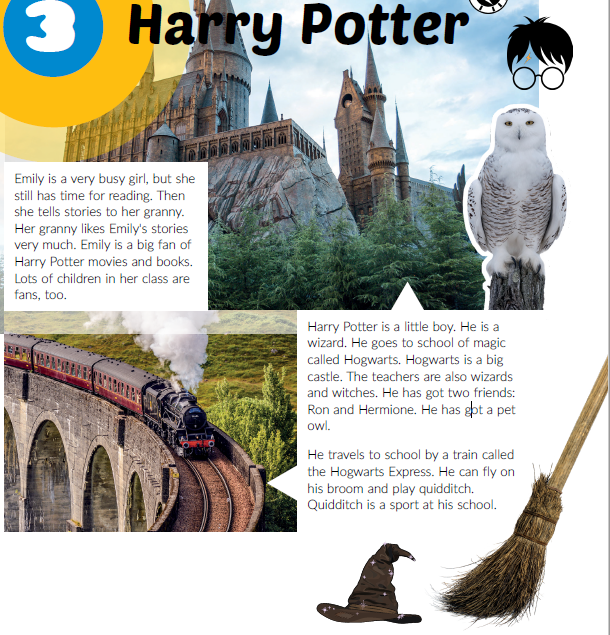 3
Harry Potter
Emily is a very busy girl, but she
still has time for reading. Then
she tells stories to her granny.
Her granny likes Emily's stories
very much. Emily is a big fan of
Harry Potter movies and books.
Lots of children in her class are
fans, too.
Harry Potter is a little boy. He is a
wizard. He goes to school of magic
called Hogwarts. Hogwarts is a big
castle. The teachers are also wizards
and witches. He has got two friends:
Ron and Hermione. He has got a pet
owl.
He travels to school by a train called
the Hogwarts Express. He can fly on
his broom and play quidditch.
Quidditch is a sport at his school.